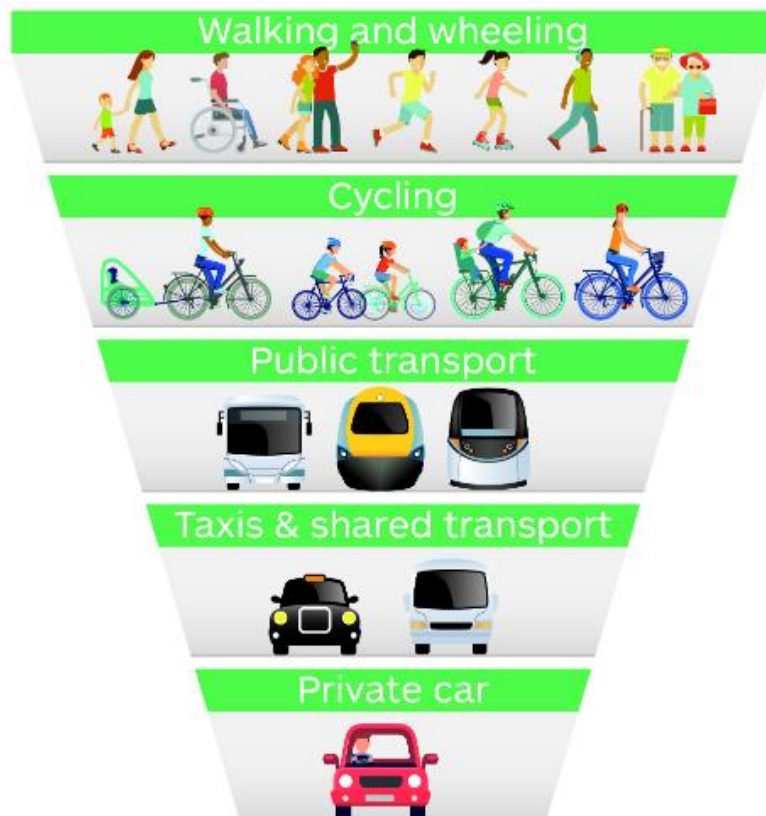 Walking and wheeling
Cycling
Public transport
Taxis & shared transport
Private car